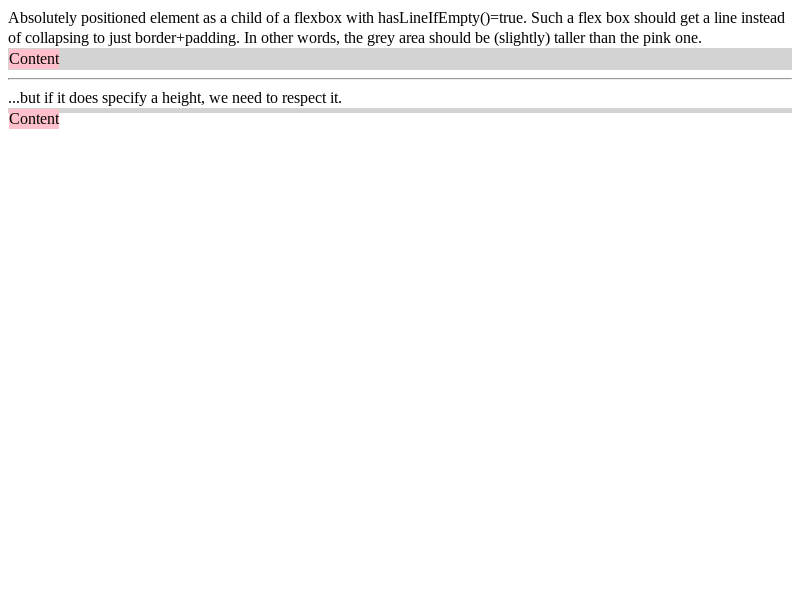 Absolutely positioned element as a child of a flexbox with hasLineIfEmpty()=true. Such a flex box should get a line instead
of collapsing to just border+padding. In other words, the grey area should be (slightly) taller than the pink one.
Content
...but if it does specify a height, we need to respect it.
Content